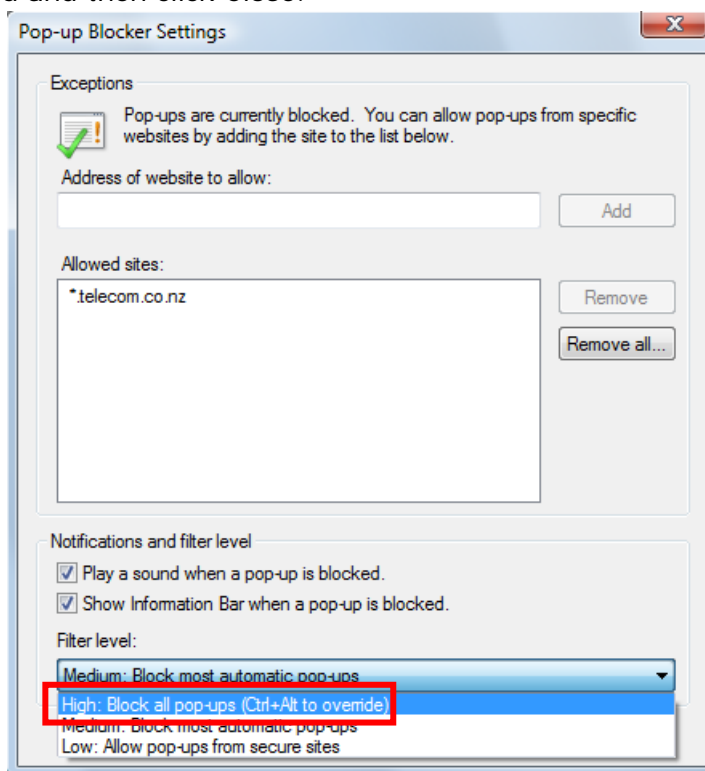 and then click close.
Pop-up Blocker Settings
Exceptions
Pop-ups are currently blocked. You can allow pop-ups from specific
websites by adding the site to the list below.
Address of website to allow:
Add
Allowed sites:
*.telecom.co.nz
Remove
Remove all...
Notifications and filter level
Play a sound when a pop-up is blocked.
Show Information Bar when a pop-up is blocked.
Filter level:
Medium: Block most automatic pop-ups
High: Block all pop-ups (Ctrl+Alt to override)
Medium: Block most automatic pop-ups
Low: Allow pop-ups from secure sites